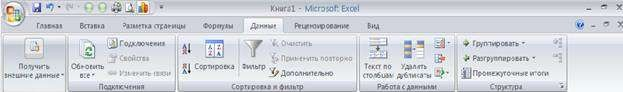 Книга1 - Microsoft Excel
Главная Вставка Разметка страницы Формулы Данные Рецензирование Вид
Получить внешние данные
Обновить все
Подключения
Свойства
Изменить связи
Подключения
Сортировка
Фильтр
Очистить
Применить повторно
Дополнительно
Сортировка и фильтр
Текст по столбцам
Удалить дубликаты
Работа с данными
Группировать
Разгруппировать
Промежуточные итоги
Структура